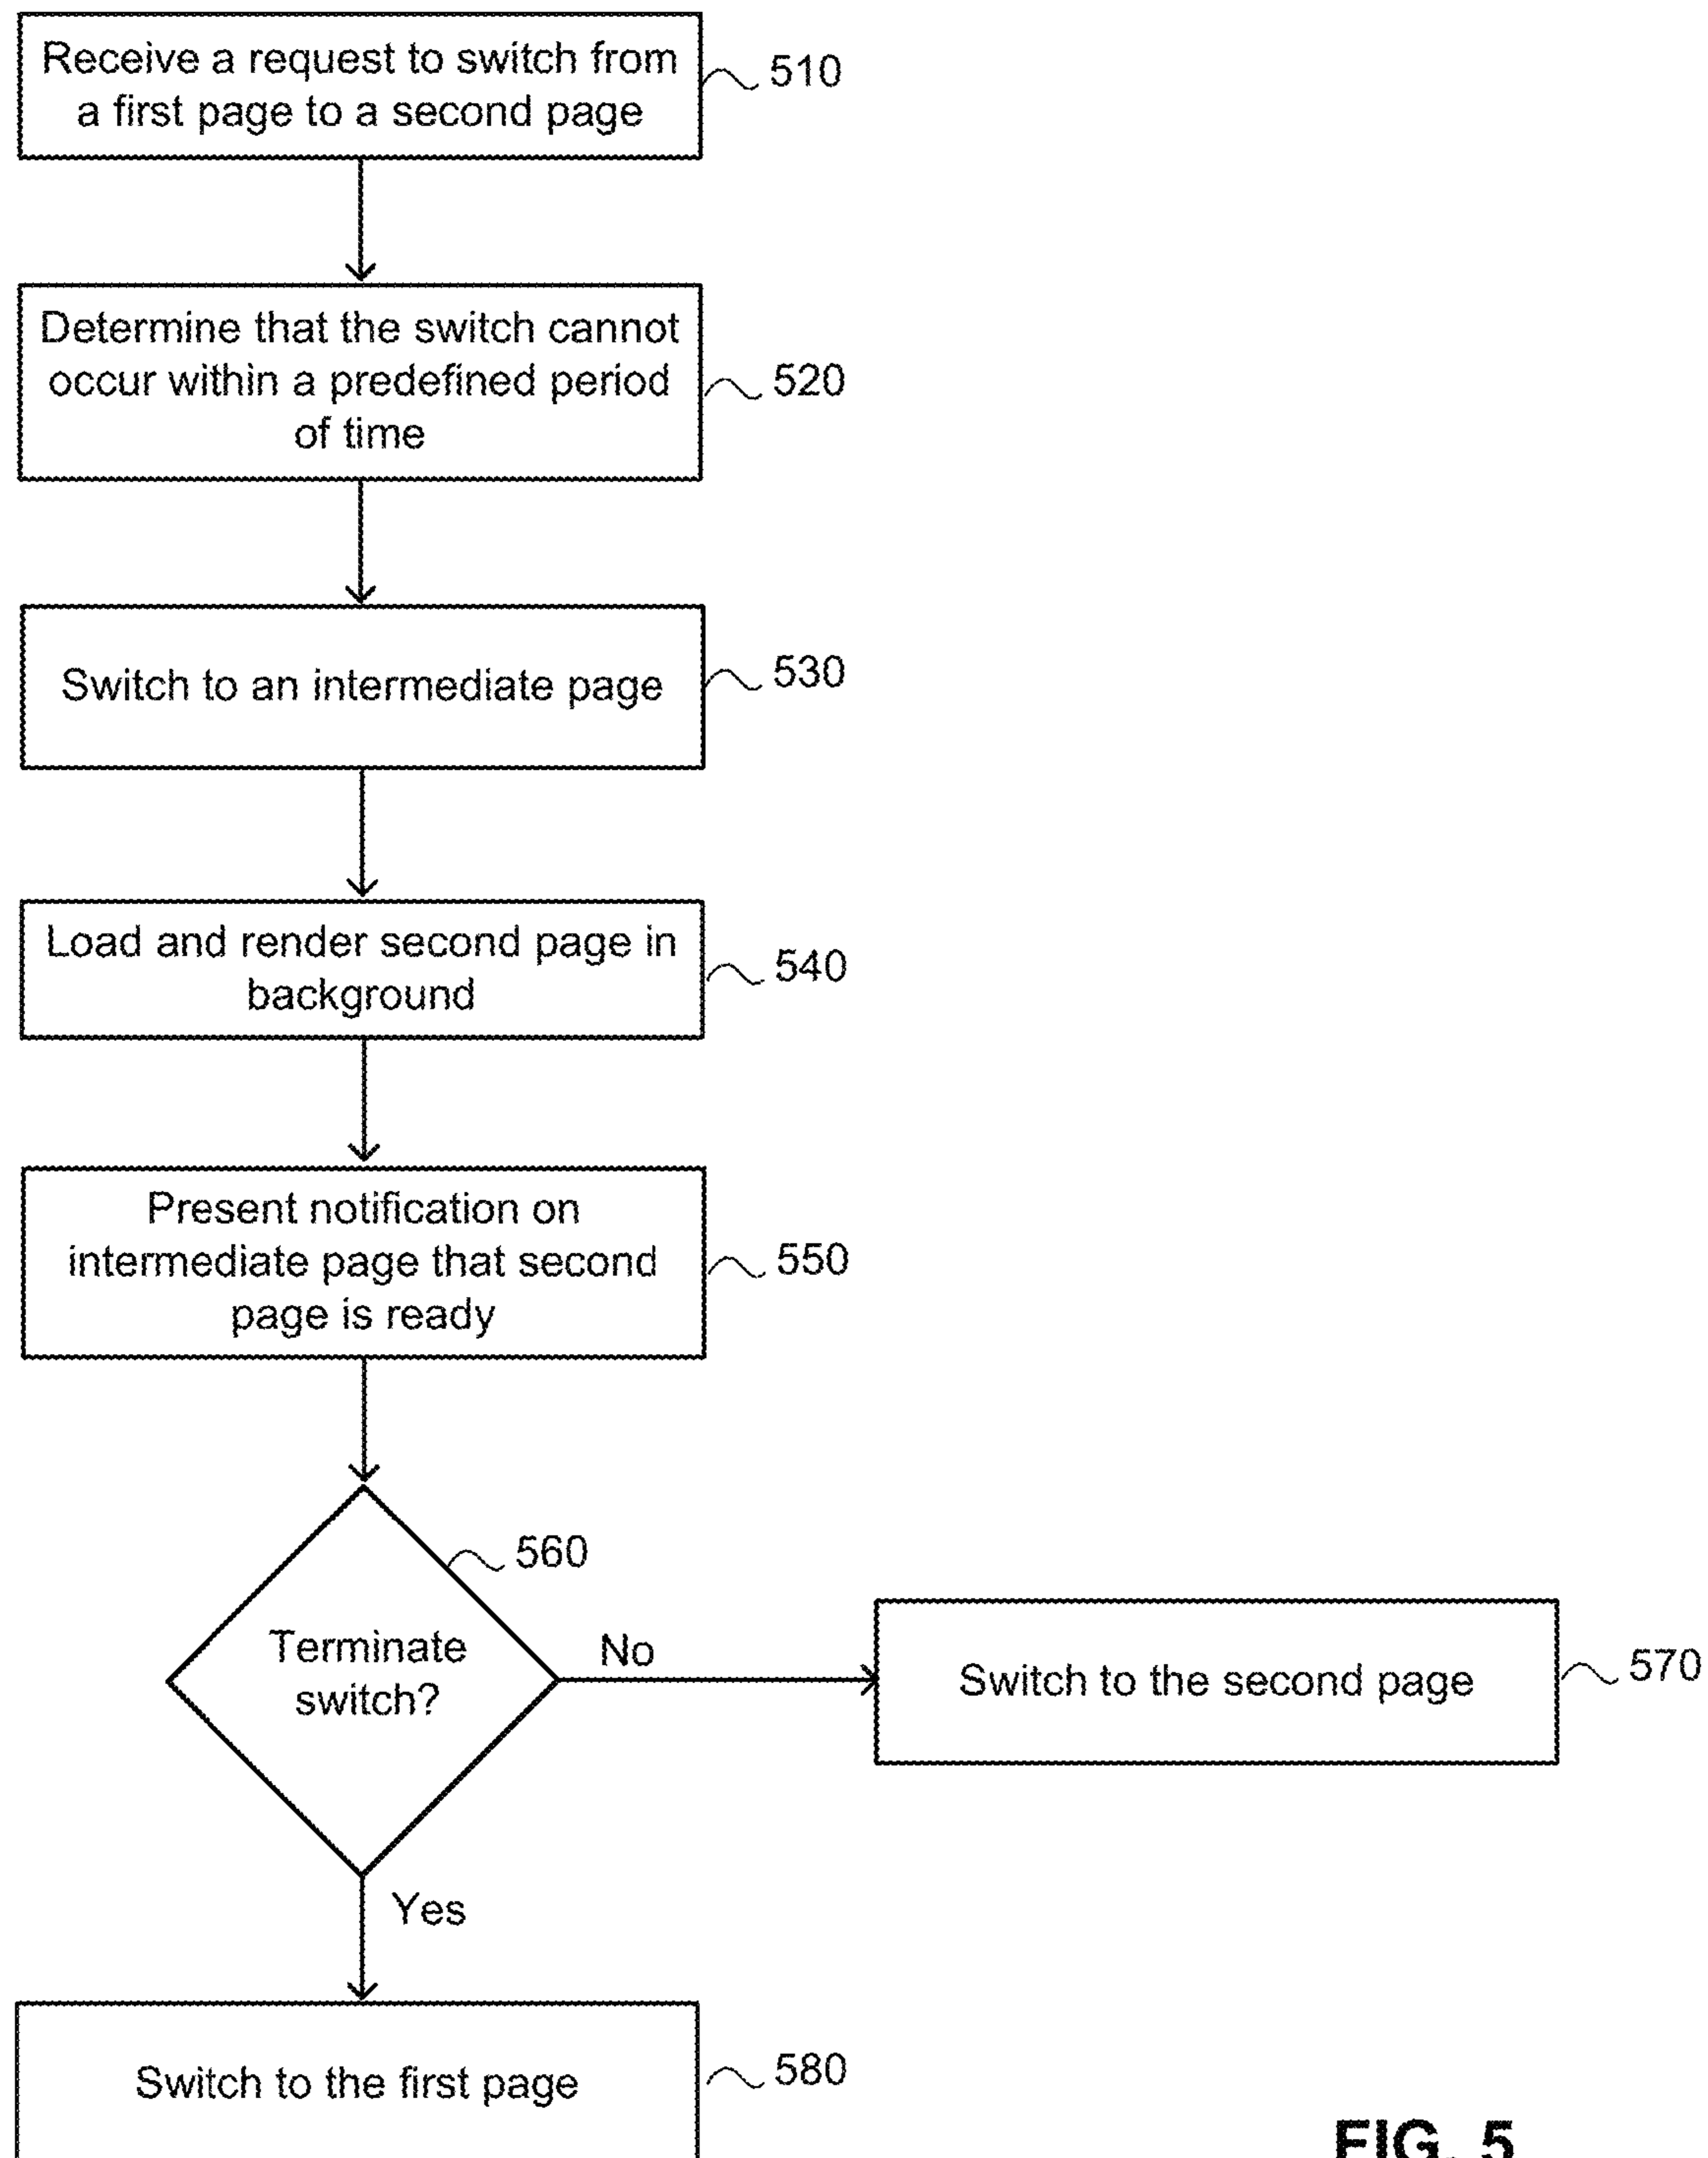 Receive a request to switch from
a first page to a second page
510
Determine that the switch cannot
occur within a predefined period
of time
520
Switch to an intermediate page
530
Load and render second page in
background
540
Present notification on
intermediate page that second
page is ready
550
560
Terminate
switch?
No
Switch to the second page
570
Yes
Switch to the first page
580
FIG. 5